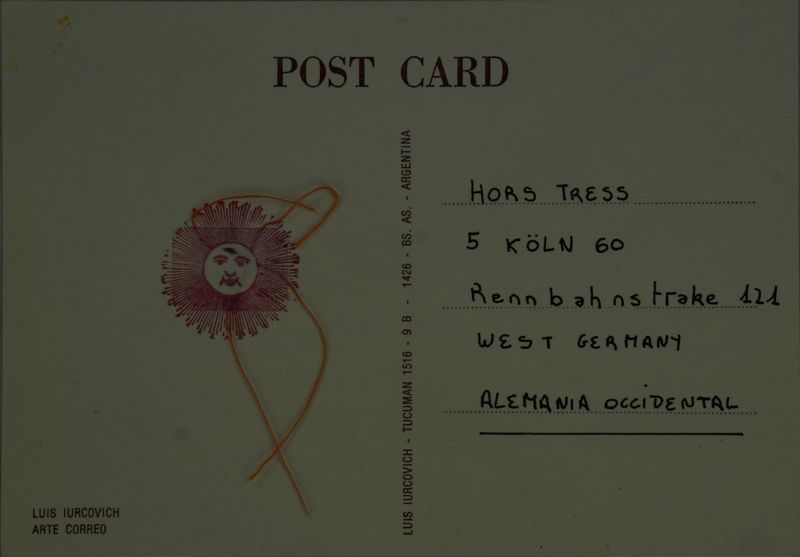 POST CARD
LUIS IURCOVICH - TUCUMAN 1516 - 9 B - 1426 - BS. AS. - ARGENTINA
HORS TRESS
5 KÖLN 60
Rennbahnstrake 121
WEST GERMANY
ALEMANIA OCCIDENTAL
LUIS IURCOVICH
ARTE CORREO